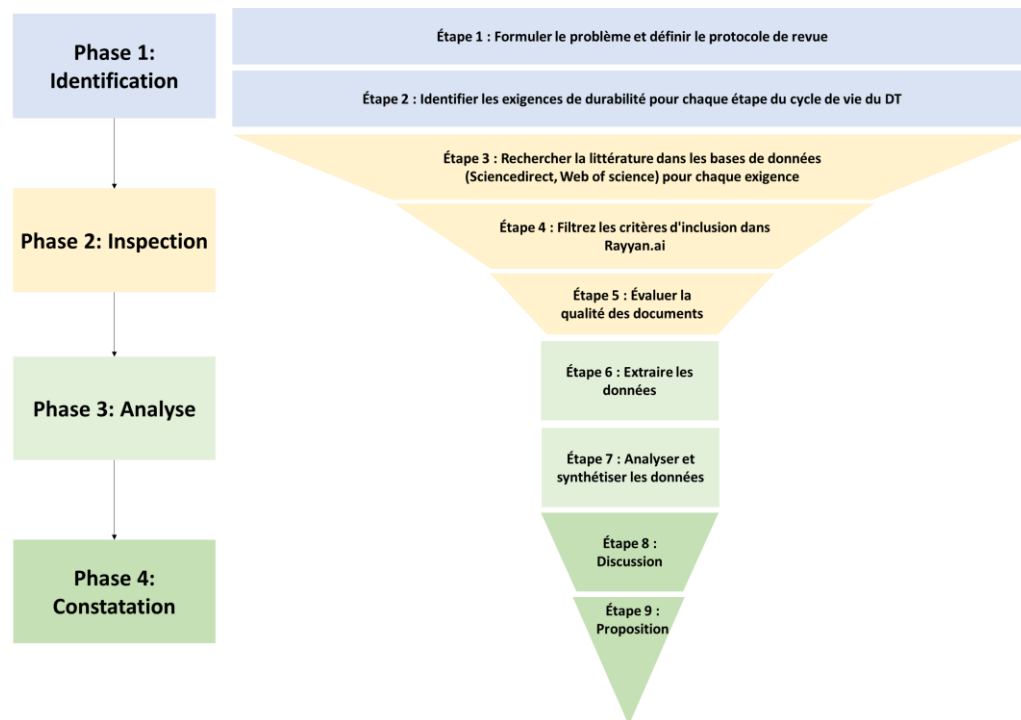 Phase 1:
Identification
Étape 1 : Formuler le problème et définir le protocole de revue
Étape 2 : Identifier les exigences de durabilité pour chaque étape du cycle de vie du DT
Phase 2: Inspection
Étape 3 : Rechercher la littérature dans les bases de données
(Sciencedirect, Web of science) pour chaque exigence
Étape 4 : Filtrez les critères d'inclusion dans
Rayyan.ai
Étape 5 : Évaluer la
qualité des documents
Phase 3: Analyse
Étape 6 : Extraire les
données
Étape 7 : Analyser et
synthétiser les données
Phase 4:
Constatation
Étape 8 :
Discussion
Étape 9 :
Proposition